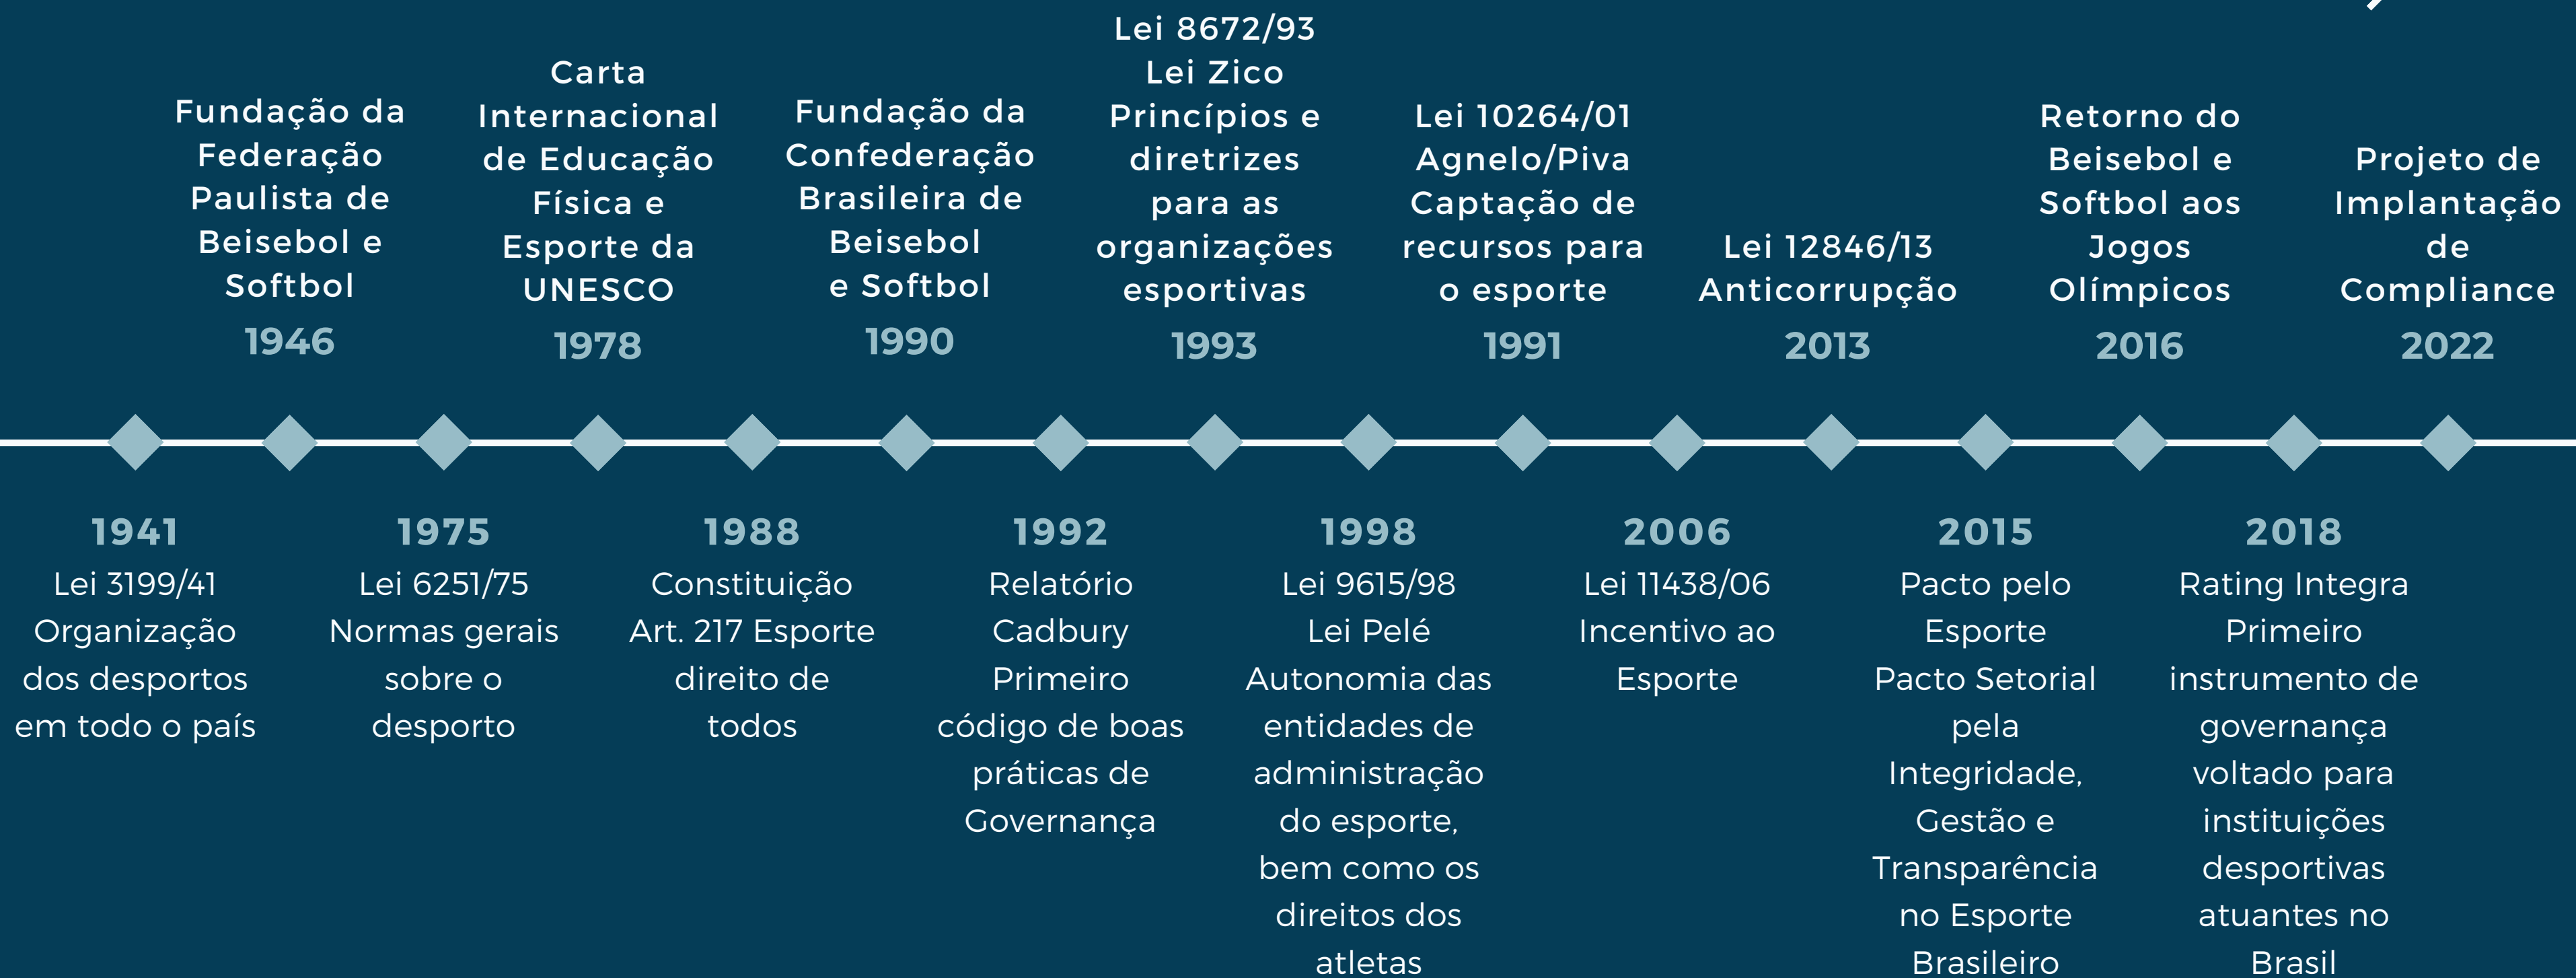 1941
Lei 3199/41
Organização
dos desportos
em todo o país
Fundação da
Federação
Paulista de
Beisebol e
Softbol
1946
1975
Lei 6251/75
Normas gerais
sobre o
desporto
Carta
Internacional
de Educação
Física e
Esporte da
UNESCO
1978
1988
Constituição
Art. 217 Esporte
direito de
todos
Fundação da
Confederação
Brasileira de
Beisebol
e Softbol
1990
1992
Relatório
Cadbury
Primeiro
código de boas
práticas de
Governança
Lei 8672/93
Lei Zico
Princípios e
diretrizes
para as
organizações
esportivas
1993
1998
Lei 9615/98
Lei Pelé
Autonomia das
entidades de
administração
do esporte,
bem como os
direitos dos
atletas
Lei 10264/01
Agnelo/Piva
Captação de
recursos para
o esporte
1991
2006
Lei 11438/06
Incentivo ao
Esporte
Lei 12846/13
Anticorrupção
2013
2015
Pacto pelo
Esporte
Pacto Setorial
pela
Integridade,
Gestão e
Transparência
no Esporte
Brasileiro
Retorno do
Beisebol e
Softbol aos
Jogos
Olímpicos
2016
2018
Rating Integra
Primeiro
instrumento de
governança
voltado para
instituições
desportivas
atuantes no
Brasil
Projeto de
Implantação
de
Compliance
2022